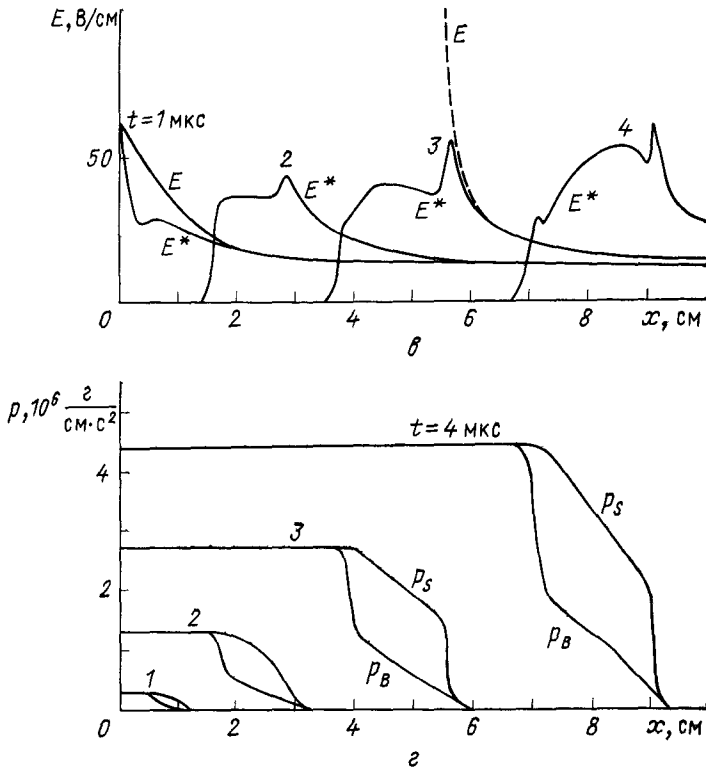 E, В/см
E
t = 1 мкс
3
4
50
2
E
E*
E*
E*
E*
0
2
4
6
8
x, см
в
p, 10⁶ г/см·с²
t = 4 мкс
4
p_s
3
p_s
2
2
p_B
p_B
1
0
2
4
6
8
x, см
г